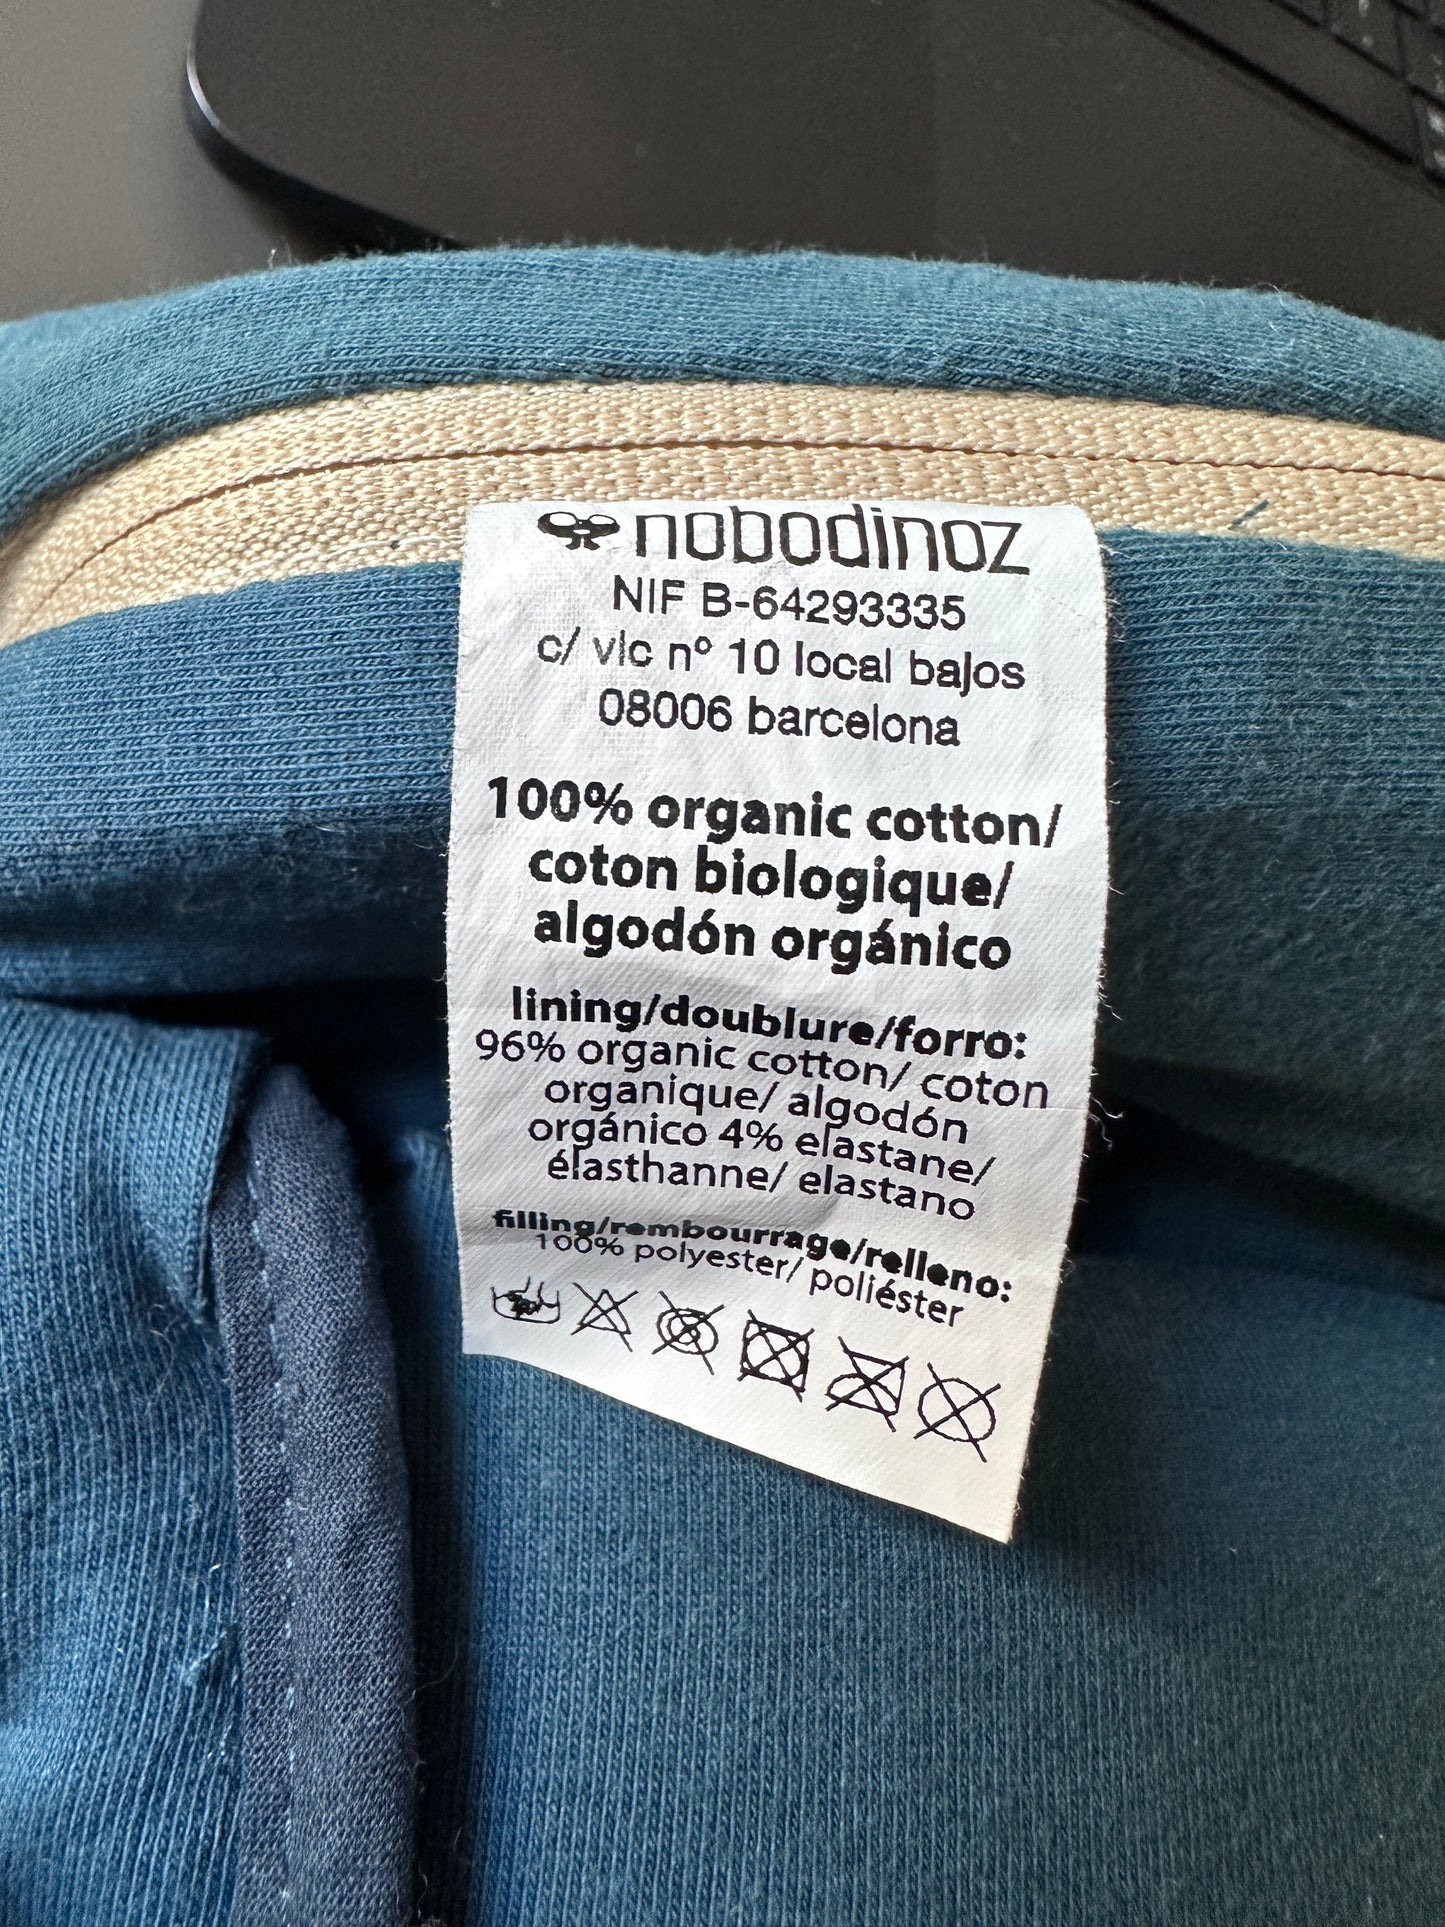 nobodinoz
NIF B-64293335
c/ vic nº 10 local bajos
08006 barcelona
100% organic cotton/
coton biologique/
algodón orgánico
lining/doublure/forro:
96% organic cotton/ coton
organique/ algodón
orgánico 4% elastane/
élasthanne/ elastano
filling/rembourrage/relleno:
100% polyester/ poliéster